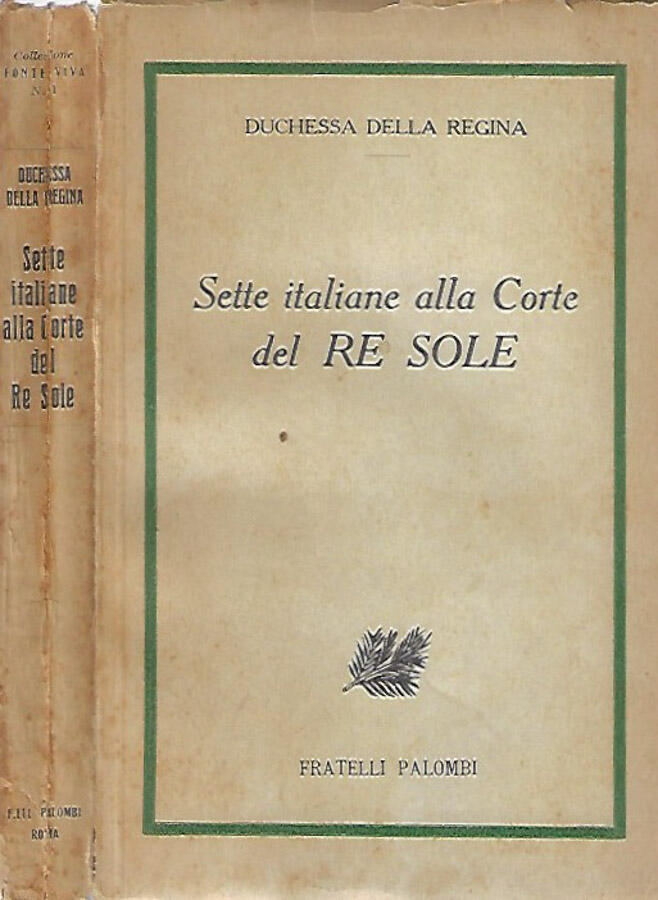 Collezione
FONTE VIVA
N. 1
DUCHESSA
DELLA REGINA
Sette
italiane
alla Corte
del
Re Sole
F.LLI PALOMBI
ROMA
DUCHESSA DELLA REGINA
Sette italiane alla Corte
del RE SOLE
FRATELLI PALOMBI